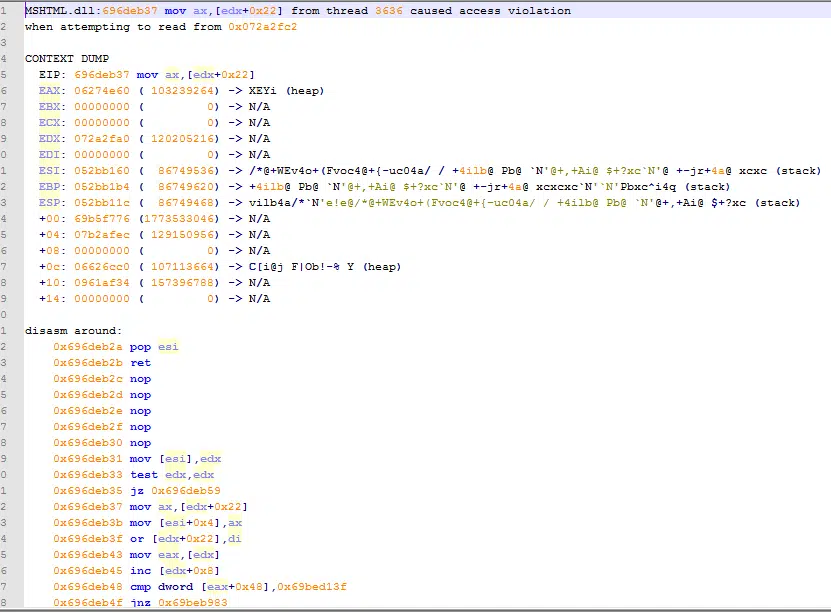 1 MSHTML.dll:696deb37 mov ax,[edx+0x22] from thread 3636 caused access violation
2 when attempting to read from 0x072a2fc2
3
4 CONTEXT DUMP
5 EIP: 696deb37 mov ax,[edx+0x22]
6 EAX: 06274e60 ( 103239264) -> XEYi (heap)
7 EBX: 00000000 ( 0) -> N/A
8 ECX: 00000000 ( 0) -> N/A
9 EDX: 072a2fa0 ( 120205216) -> N/A
0 EDI: 00000000 ( 0) -> N/A
1 ESI: 052bb160 ( 86749536) -> /*@+WEv4o+(Fvoc4@+{-uc04a/ / +4ilb@ Pb@ `N'@+,+Ai@ $+?xc`N'@ +-jr+4a@ xcxc (stack)
2 EBP: 052bb1b4 ( 86749620) -> +4ilb@ Pb@ `N'@+,+Ai@ $+?xc`N'@ +-jr+4a@ xcxcxc`N'`N'Pbxc^i4q (stack)
3 ESP: 052bb11c ( 86749468) -> vilb4a/*`N'e!e@/*@+WEv4o+(Fvoc4@+{-uc04a/ / +4ilb@ Pb@ `N'@+,+Ai@ $+?xc (stack)
4 +00: 69b5f776 (1773533046) -> N/A
5 +04: 07b2afec ( 129150956) -> N/A
6 +08: 00000000 ( 0) -> N/A
7 +0c: 06626cc0 ( 107113664) -> C[i@j F|Ob!-% Y (heap)
8 +10: 0961af34 ( 157396788) -> N/A
9 +14: 00000000 ( 0) -> N/A
0
1 disasm around:
2 0x696deb2a pop esi
3 0x696deb2b ret
4 0x696deb2c nop
5 0x696deb2d nop
6 0x696deb2e nop
7 0x696deb2f nop
8 0x696deb30 nop
9 0x696deb31 mov [esi],edx
0 0x696deb33 test edx,edx
1 0x696deb35 jz 0x696deb59
2 0x696deb37 mov ax,[edx+0x22]
3 0x696deb3b mov [esi+0x4],ax
4 0x696deb3f or [edx+0x22],di
5 0x696deb43 mov eax,[edx]
6 0x696deb45 inc [edx+0x8]
7 0x696deb48 cmp dword [eax+0x48],0x69bed13f
8 0x696deb4f jnz 0x69beb983